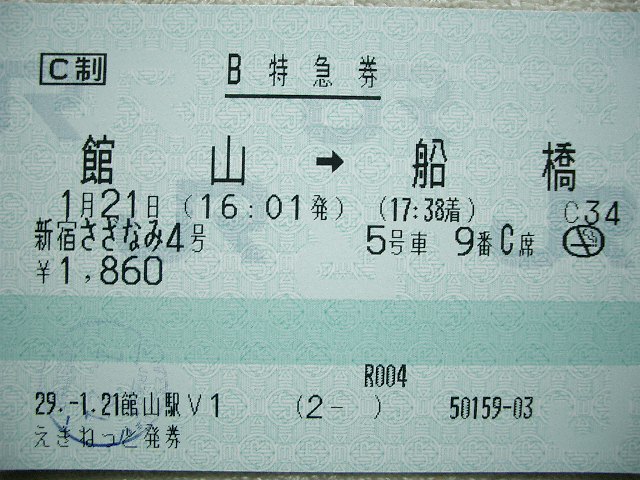 C制 B特急券
館山 → 船橋
1月21日 (16:01発) (17:38着) C34
新宿さざなみ4号 5号車 9番C席
¥1,860
R004
29.-1.21館山駅V1 (2- ) 50159-03
えきねっと発券